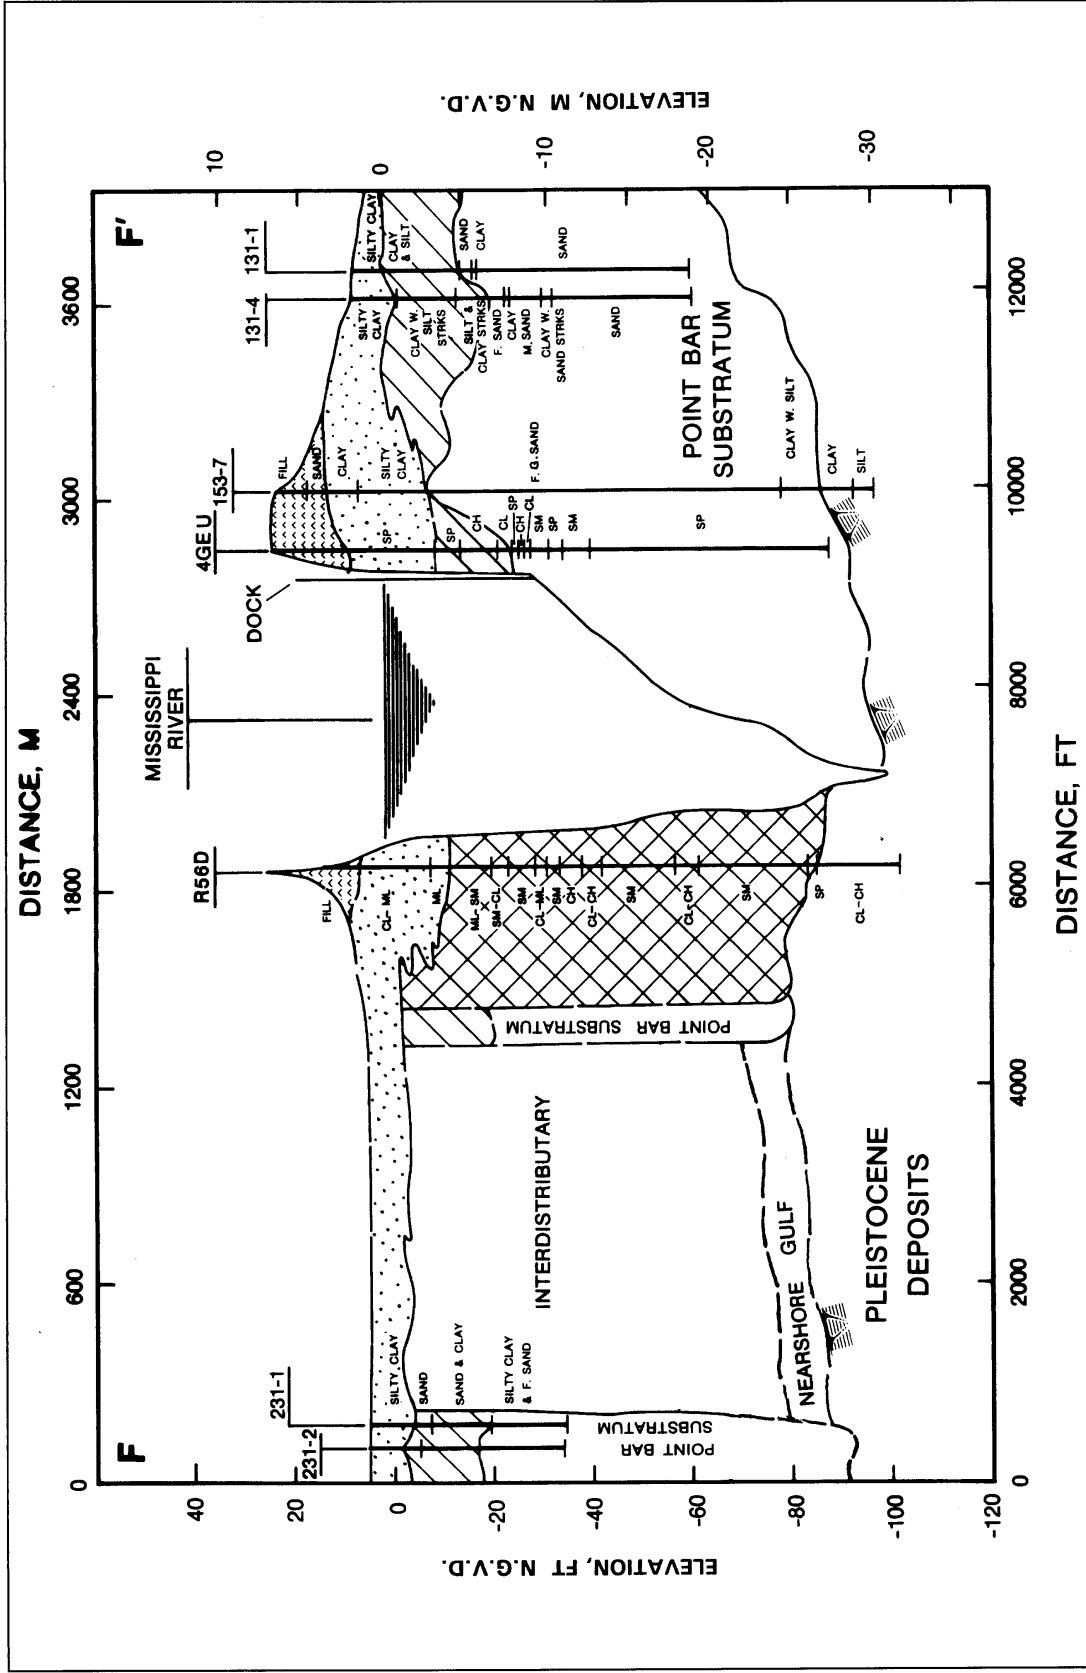 DISTANCE, M
0
600
1200
1800
2400
3000
3600
F
F'
231-2
231-1
R56D
MISSISSIPPI
RIVER
DOCK
4GEU
153-7
131-4
131-1
ELEVATION, FT N.G.V.D.
40
20
0
-20
-40
-60
-80
-100
-120
ELEVATION, M N.G.V.D.
10
0
-10
-20
-30
SILTY CLAY
SAND
SAND & CLAY
SILTY CLAY
& F. SAND
POINT BAR
SUBSTRATUM
INTERDISTRIBUTARY
NEARSHORE GULF
PLEISTOCENE
DEPOSITS
POINT BAR SUBSTRATUM
FILL
CL-ML
ML
ML-SM
SM-CL
SM
CL-ML
SM
CH
CL-CH
SM
CL-CH
SM
SP
CL-CH
SP
SP
CH
CL
SP
CH
CL
SM
SP
SM
SP
FILL
SAND
CLAY
SILTY
CLAY
F.G.SAND
CLAY W. SILT
CLAY
SILT
POINT BAR
SUBSTRATUM
SILTY
CLAY
CLAY W.
SILT
STRKS
SILT &
CLAY STRKS
F. SAND
CLAY
M. SAND
CLAY W.
SAND STRKS
SAND
SILTY CLAY
CLAY
& SILT
SAND
CLAY
SAND
0
2000
4000
6000
8000
10000
12000
DISTANCE, FT